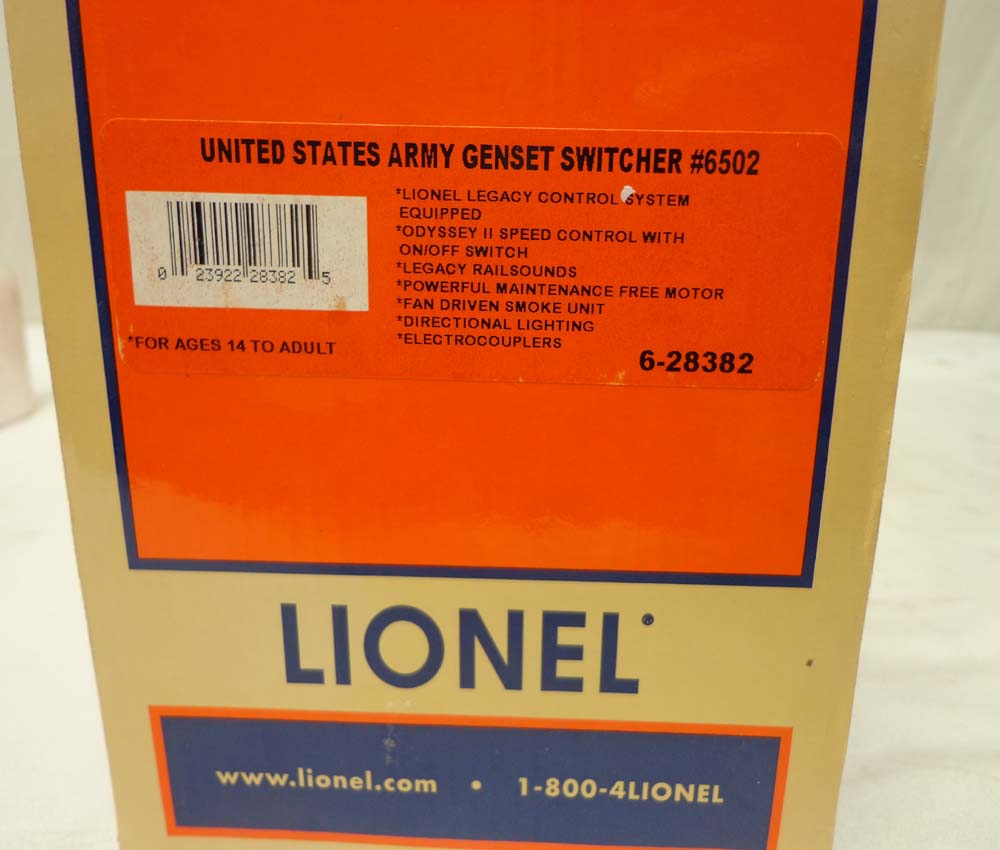 UNITED STATES ARMY GENSET SWITCHER #6502
*LIONEL LEGACY CONTROL SYSTEM
EQUIPPED
*ODYSSEY II SPEED CONTROL WITH
ON/OFF SWITCH
*LEGACY RAILSOUNDS
*POWERFUL MAINTENANCE FREE MOTOR
*FAN DRIVEN SMOKE UNIT
*DIRECTIONAL LIGHTING
*ELECTROCOUPLERS
0 23922 28382 5
*FOR AGES 14 TO ADULT
6-28382
LIONEL®
www.lionel.com • 1-800-4LIONEL